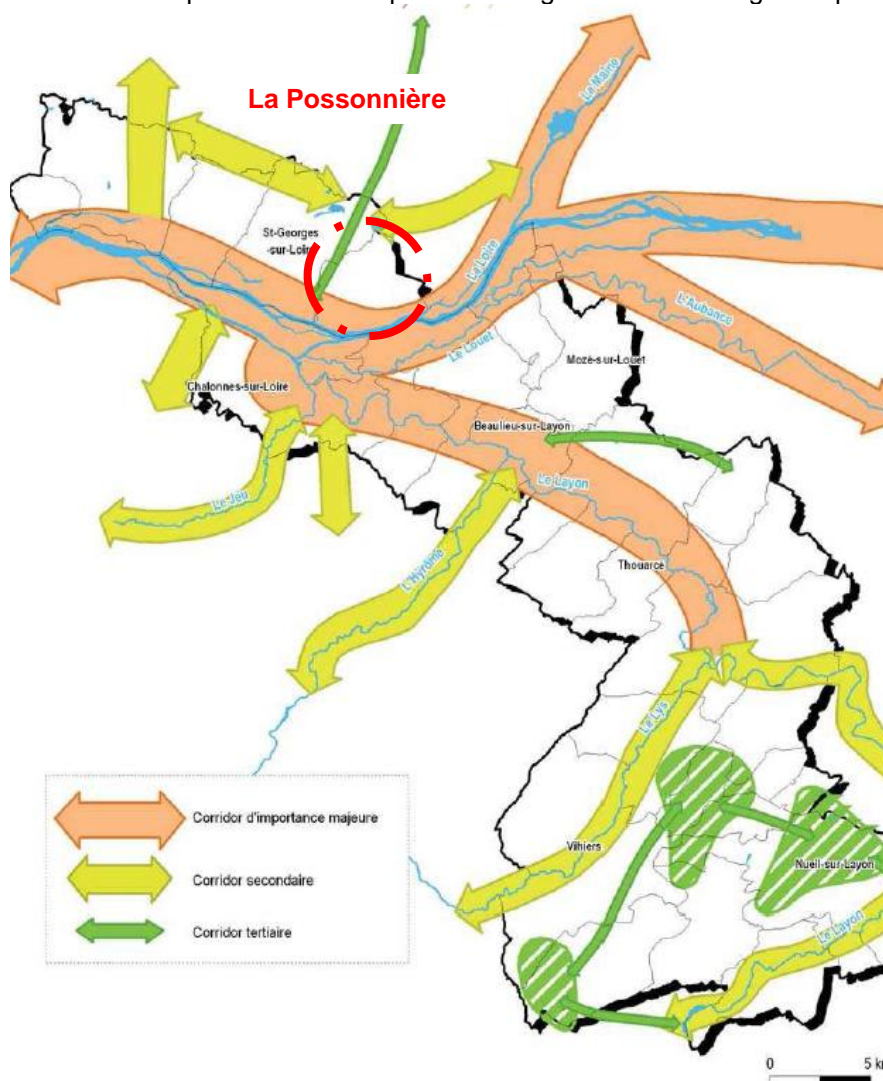 La Possonnière
Le Maine
St-Georges
-sur-Loire
La Loire
L'Aubance
Le Louet
Mozé-sur-Louet
Chalonnes-sur-Loire
Beaulieu-sur-Layon
Le Layon
Le Jeu
L'Hyrôme
Thouarcé
Le Lys
Corridor d'importance majeure
Vihiers
Nueil-sur-Layon
Corridor secondaire
Le Layon
Corridor tertiaire
0 5 km